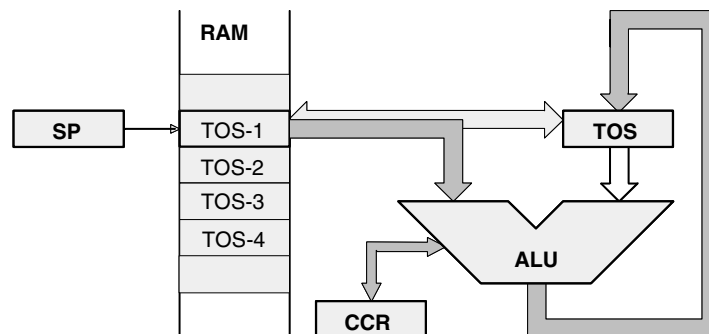 RAM
SP
TOS-1
TOS
TOS-2
TOS-3
TOS-4
ALU
CCR